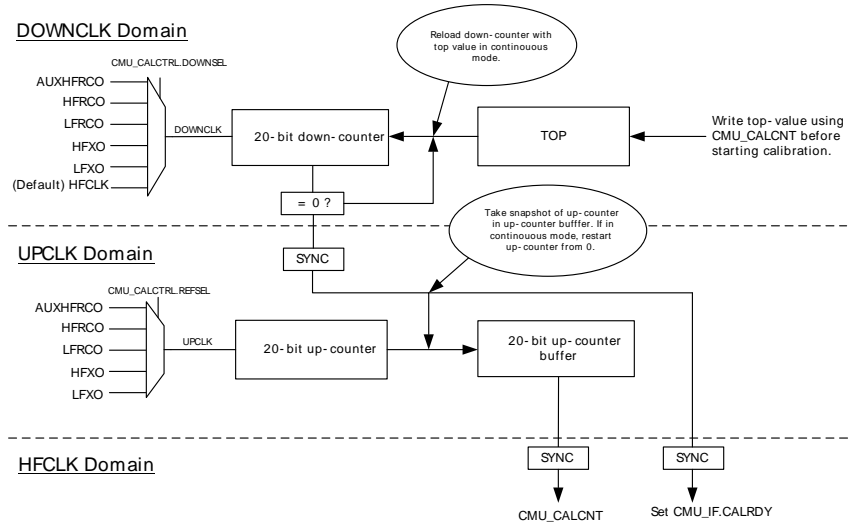 DOWNCLK Domain
CMU_CALCTRL.DOWNSEL
AUXHFRCO
HFRCO
LFRCO
HFXO
LFXO
(Default) HFCLK
DOWNCLK
20-bit down-counter
Reload down-counter with
top value in continouous
mode.
TOP
Write top-value using
CMU_CALCNT before
starting calibration.
= 0 ?
Take snapshot of up-counter
in up-counter bufffer. If in
continouous mode, restart
up-counter from 0.
SYNC
UPCLK Domain
CMU_CALCTRL.REFSEL
AUXHFRCO
HFRCO
LFRCO
HFXO
LFXO
UPCLK
20-bit up-counter
20-bit up-counter
buffer
HFCLK Domain
SYNC
SYNC
CMU_CALCNT
Set CMU_IF.CALRDY